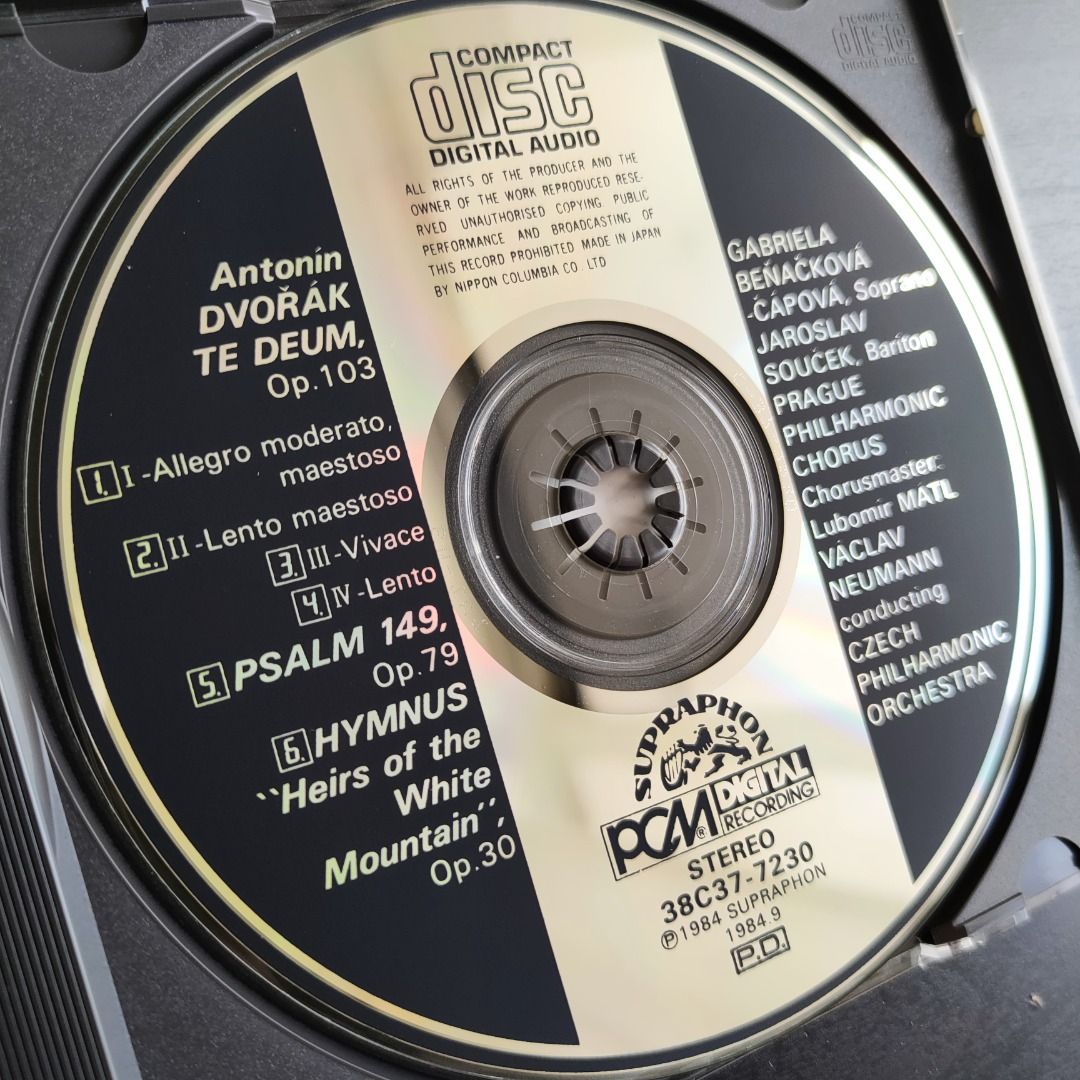 COMPACT
disc
DIGITAL AUDIO
COMPACT
disc
DIGITAL AUDIO
ALL RIGHTS OF THE PRODUCER AND THE
OWNER OF THE WORK REPRODUCED RESE-
RVED UNAUTHORISED COPYING PUBLIC
PERFORMANCE AND BROADCASTING OF
THIS RECORD PROHIBITED MADE IN JAPAN
BY NIPPON COLUMBIA CO. LTD
Antonín
DVOŘÁK
TE DEUM,
Op.103
1. I-Allegro moderato,
maestoso
2. II-Lento maestoso
3. III-Vivace
4. IV-Lento
5. PSALM 149,
Op.79
6. HYMNUS
"Heirs of the
White
Mountain",
Op.30
GABRIELA
BEŇAČKOVÁ
-ČÁPOVÁ, Soprano
JAROSLAV
SOUČEK, Bariton
PRAGUE
PHILHARMONIC
CHORUS
Chorusmaster:
Lubomír MÁTL
VÁCLAV
NEUMANN
conducting
CZECH
PHILHARMONIC
ORCHESTRA
SUPRAPHON
PCM® DIGITAL
RECORDING
STEREO
38C37-7230
Ⓟ1984 SUPRAPHON
1984.9
P.D.